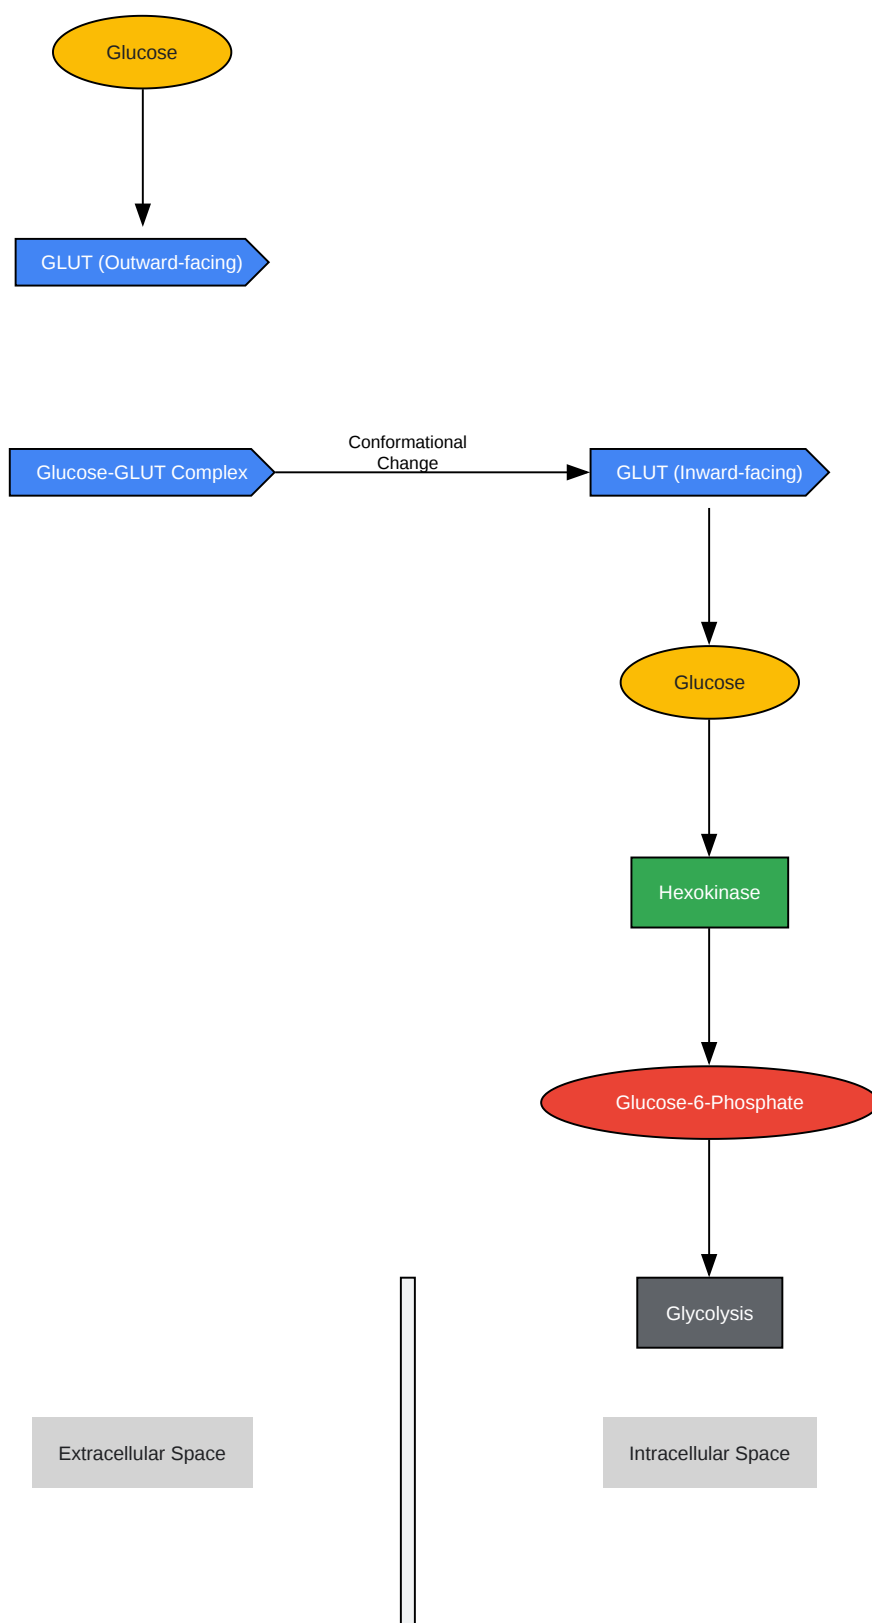 Glucose
GLUT (Outward-facing)
Conformational
Change
Glucose-GLUT Complex
GLUT (Inward-facing)
Glucose
Hexokinase
Glucose-6-Phosphate
Glycolysis
Extracellular Space
Intracellular Space